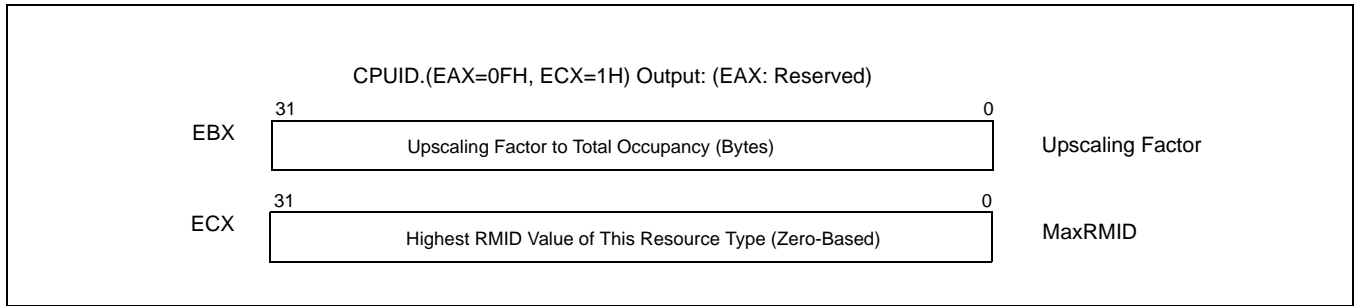 CPUID.(EAX=0FH, ECX=1H) Output: (EAX: Reserved)
31 0
EBX Upscaling Factor to Total Occupancy (Bytes) Upscaling Factor
31 0
ECX Highest RMID Value of This Resource Type (Zero-Based) MaxRMID